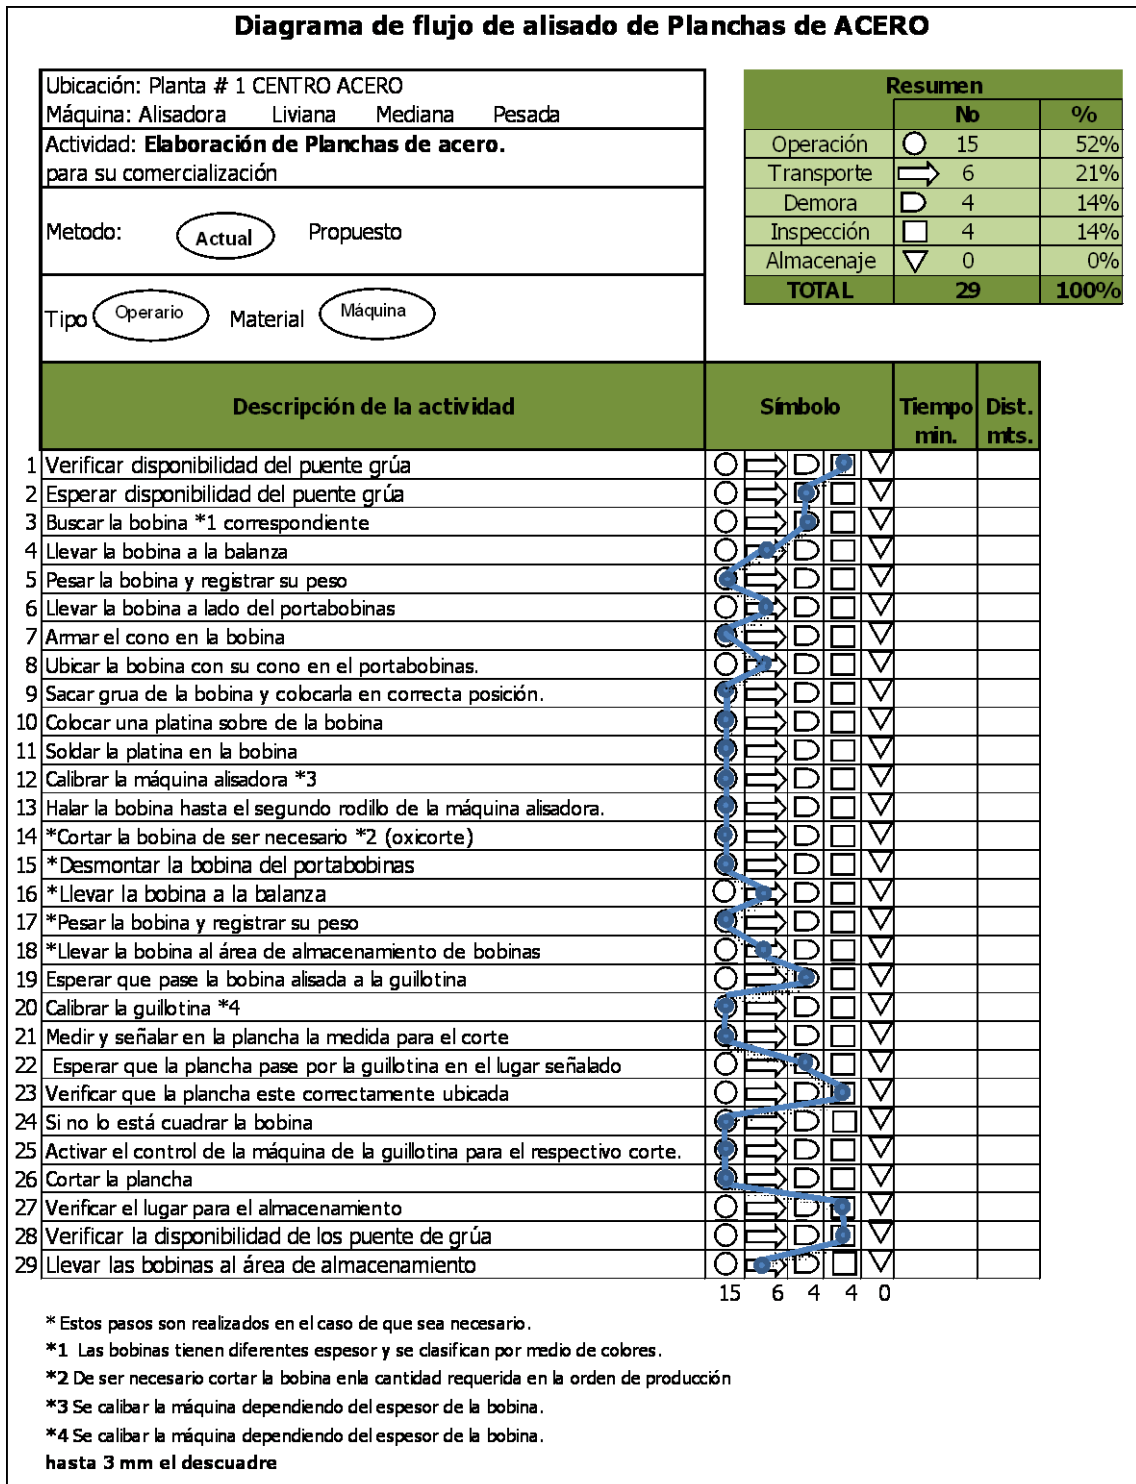 Diagrama de flujo de alisado de Planchas de ACERO
Ubicación: Planta # 1 CENTRO ACERO
Máquina: Alisadora Liviana Mediana Pesada
Actividad: Elaboración de Planchas de acero.
para su comercialización
Metodo: Actual Propuesto
Tipo Operario Material Máquina
Resumen
No %
Operación 15 52%
Transporte 6 21%
Demora 4 14%
Inspección 4 14%
Almacenaje 0 0%
TOTAL 29 100%
Descripción de la actividad Símbolo Tiempo min. Dist. mts.
1 Verificar disponibilidad del puente grúa
2 Esperar disponibilidad del puente grúa
3 Buscar la bobina *1 correspondiente
4 Llevar la bobina a la balanza
5 Pesar la bobina y registrar su peso
6 Llevar la bobina a lado del portabobinas
7 Armar el cono en la bobina
8 Ubicar la bobina con su cono en el portabobinas.
9 Sacar grua de la bobina y colocarla en correcta posición.
10 Colocar una platina sobre de la bobina
11 Soldar la platina en la bobina
12 Calibrar la máquina alisadora *3
13 Halar la bobina hasta el segundo rodillo de la máquina alisadora.
14 *Cortar la bobina de ser necesario *2 (oxicorte)
15 *Desmontar la bobina del portabobinas
16 *Llevar la bobina a la balanza
17 *Pesar la bobina y registrar su peso
18 *Llevar la bobina al área de almacenamiento de bobinas
19 Esperar que pase la bobina alisada a la guillotina
20 Calibrar la guillotina *4
21 Medir y señalar en la plancha la medida para el corte
22 Esperar que la plancha pase por la guillotina en el lugar señalado
23 Verificar que la plancha este correctamente ubicada
24 Si no lo está cuadrar la bobina
25 Activar el control de la máquina de la guillotina para el respectivo corte.
26 Cortar la plancha
27 Verificar el lugar para el almacenamiento
28 Verificar la disponibilidad de los puente de grúa
29 Llevar las bobinas al área de almacenamiento
15 6 4 4 0
* Estos pasos son realizados en el caso de que sea necesario.
*1 Las bobinas tienen diferentes espesor y se clasifican por medio de colores.
*2 De ser necesario cortar la bobina enla cantidad requerida en la orden de producción
*3 Se calibar la máquina dependiendo del espesor de la bobina.
*4 Se calibar la máquina dependiendo del espesor de la bobina.
hasta 3 mm el descuadre